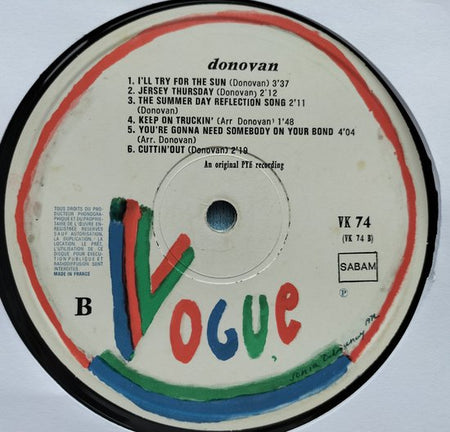 donovan
1. I'LL TRY FOR THE SUN (Donovan) 3'37
2. JERSEY THURSDAY (Donovan) 2'12
3. THE SUMMER DAY REFLECTION SONG 2'11
(Donovan)
4. KEEP ON TRUCKIN' (Arr. Donovan) 1'48
5. YOU'RE GONNA NEED SOMEBODY ON YOUR BOND 4'04
(Arr. Donovan)
6. CUTTIN'OUT (Donovan) 2'19
An original PYE recording
TOUS DROITS DU PRO-
DUCTEUR PHONOGRA-
PHIQUE ET DU PROPRIÉ-
TAIRE DE L'ŒUVRE EN-
REGISTRÉE RÉSERVÉS
SAUF AUTORISATION,
LA DUPLICATION, LA
LOCATION, LE PRÊT,
L'UTILISATION DE CE
DISQUE POUR EXÉCU-
TION PUBLIQUE ET
RADIODIFFUSION SONT
INTERDITES
MADE IN FRANCE
VK 74
(VK 74 B)
SABAM
℗
B
VOGUE
Sonia Delaunay